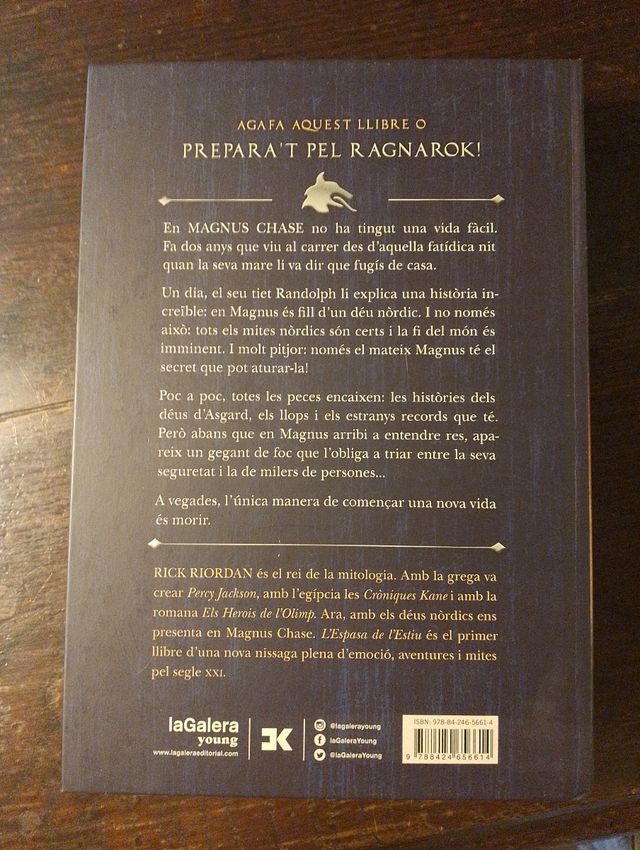 AGAFA AQUEST LLIBRE O
PREPARA'T PEL RAGNAROK!
En MAGNUS CHASE no ha tingut una vida fàcil.
Fa dos anys que viu al carrer des d'aquella fatídica nit
quan la seva mare li va dir que fugís de casa.
Un dia, el seu tiet Randolph li explica una història in-
creïble: en Magnus és fill d'un déu nòrdic. I no només
això: tots els mites nòrdics són certs i la fi del món és
imminent. I molt pitjor: només el mateix Magnus té el
secret que pot aturar-la!
Poc a poc, totes les peces encaixen: les històries dels
déus d'Asgard, els llops i els estranys records que té.
Però abans que en Magnus arribi a entendre res, apa-
reix un gegant de foc que l'obliga a triar entre la seva
seguretat i la de milers de persones...
A vegades, l'única manera de començar una nova vida
és morir.
RICK RIORDAN és el rei de la mitologia. Amb la grega va
crear Percy Jackson, amb l'egípcia les Cròniques Kane i amb la
romana Els Herois de l'Olimp. Ara, amb els déus nòrdics ens
presenta en Magnus Chase. L'Espasa de l'Estiu és el primer
llibre d'una nova nissaga plena d'emoció, aventures i mites
pel segle XXI.
laGalera
young
www.lagaleraeditorial.com
@lagalerayoung
laGaleraYoung
@laGaleraYoung
ISBN: 978-84-246-5661-4
9 788424 656614